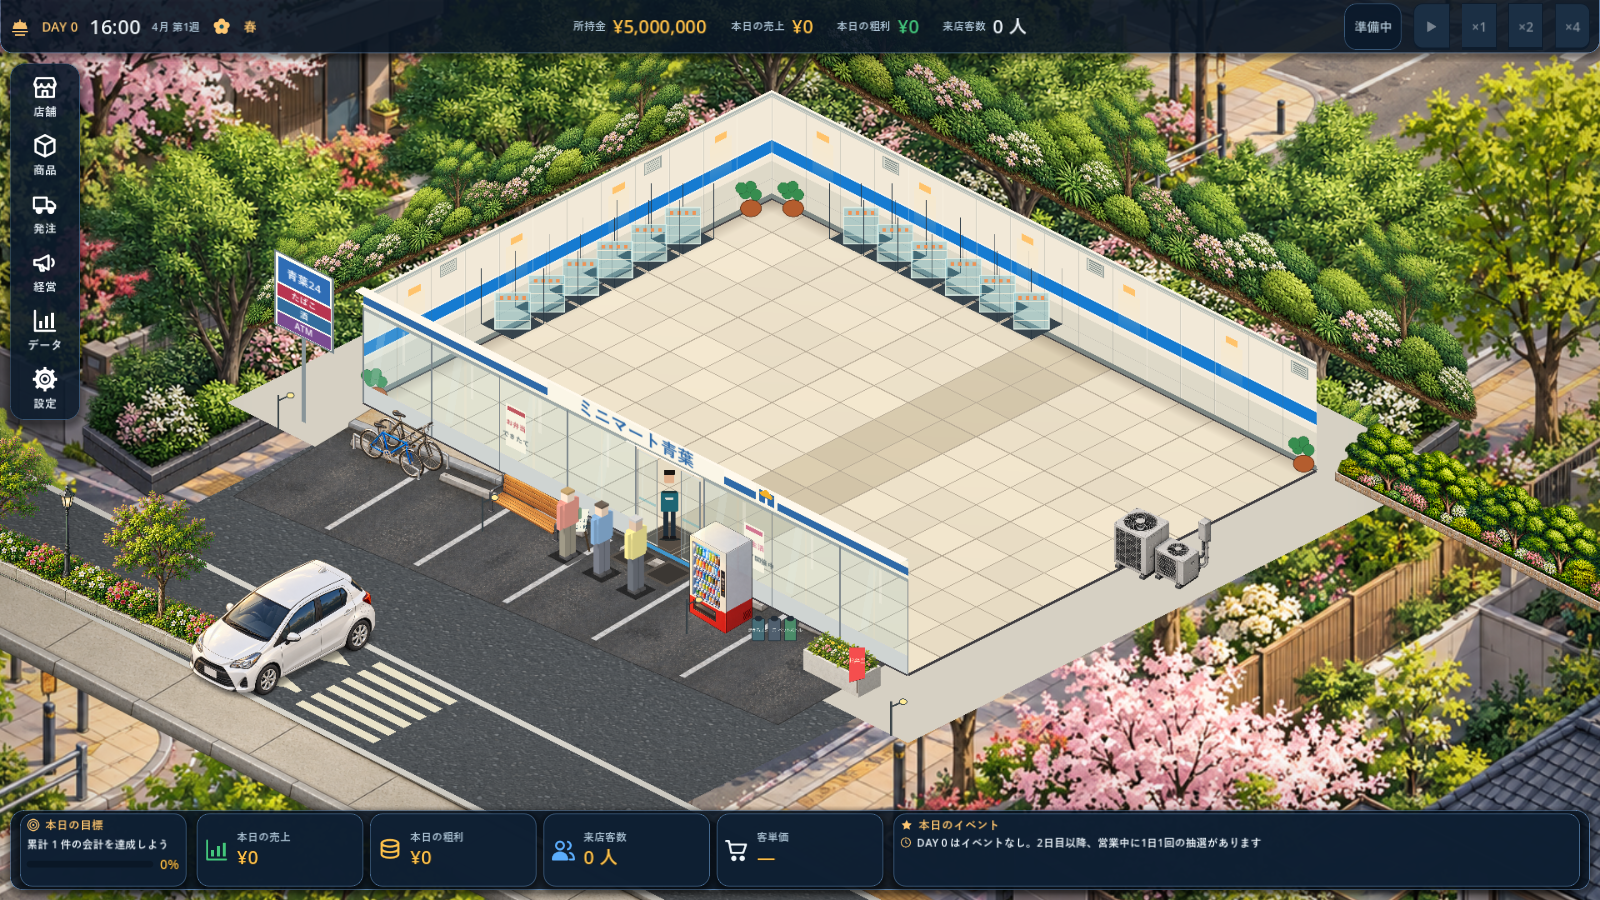 DAY 0 16:00 4月 第1週 春
所持金 ¥5,000,000 本日の売上 ¥0 本日の粗利 ¥0 来店客数 0 人
準備中 ×1 ×2 ×4
店舗
商品
発注
経営
データ
設定
青葉24
たばこ
酒
ATM
お弁当
できたて
ミニマート青葉
本日の目標
累計 1 件の会計を達成しよう
0%
本日の売上
¥0
本日の粗利
¥0
来店客数
0 人
客単価
—
本日のイベント
DAY 0 はイベントなし。2日目以降、営業中に1日1回の抽選があります